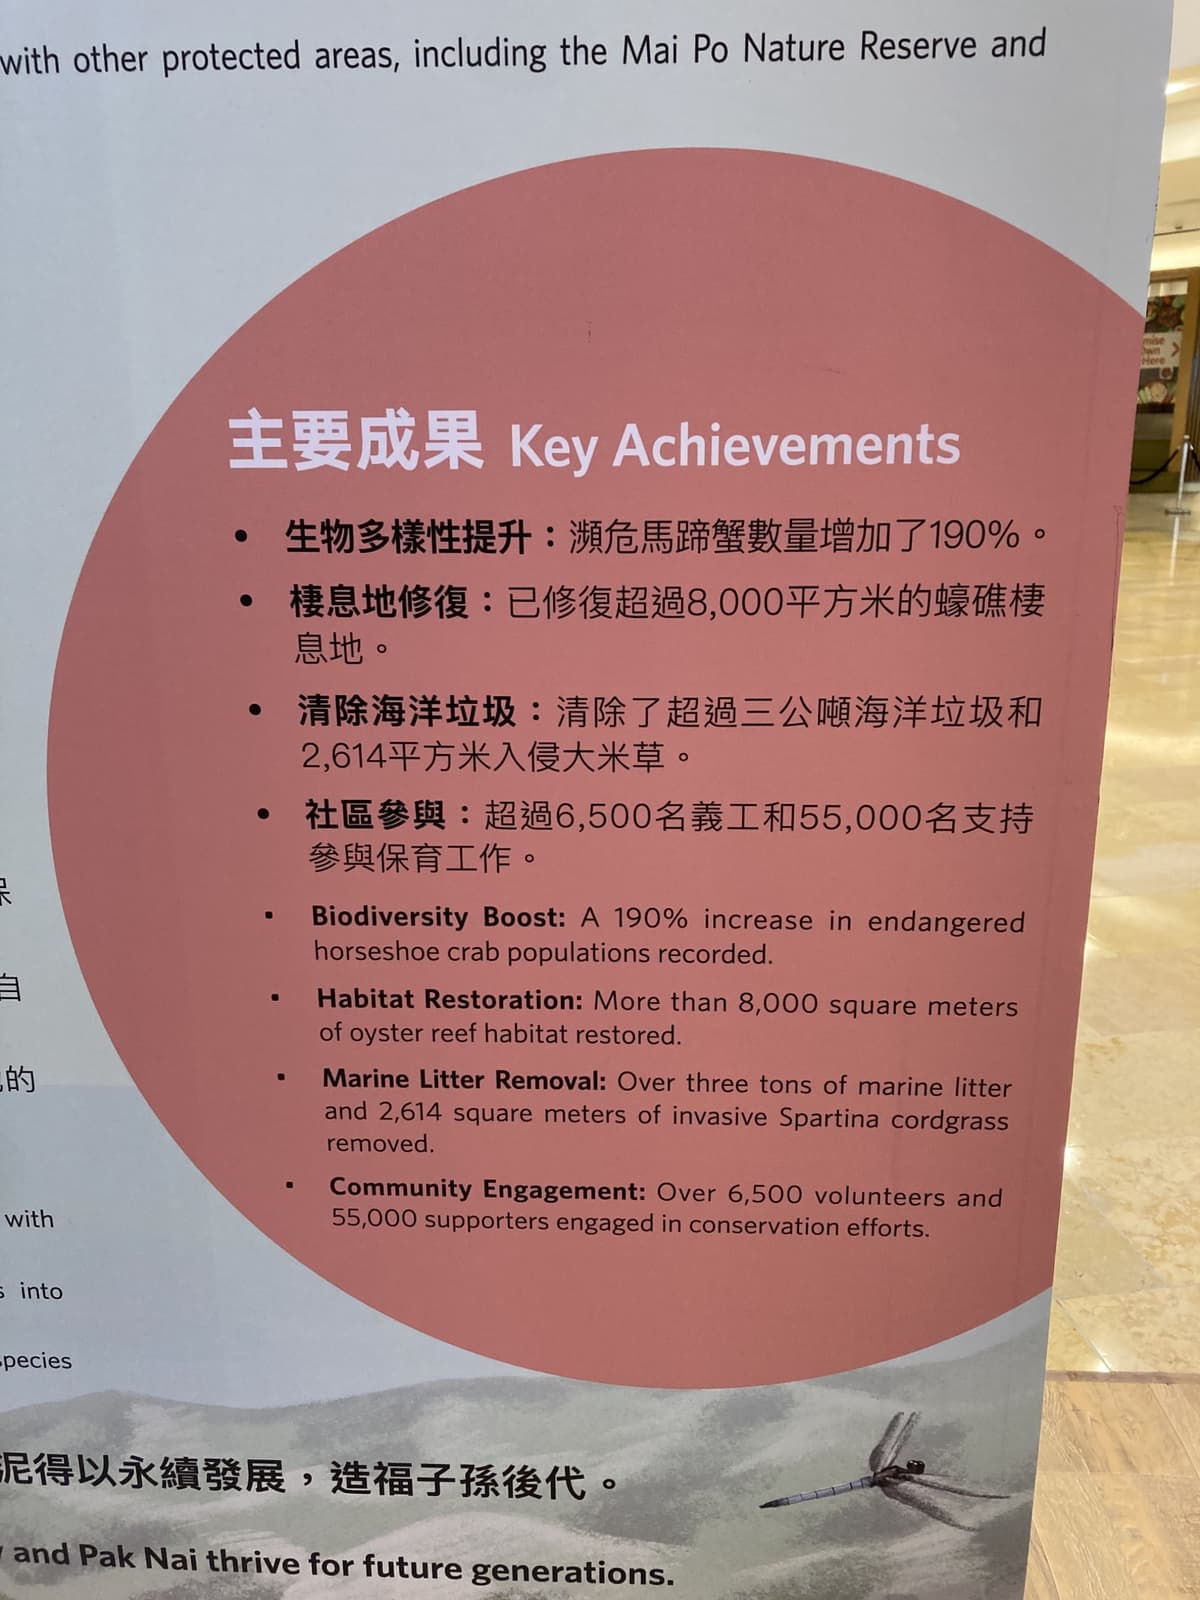 with other protected areas, including the Mai Po Nature Reserve and
主要成果 Key Achievements
• 生物多樣性提升：瀕危馬蹄蟹數量增加了190%。
• 棲息地修復：已修復超過8,000平方米的蠔礁棲
息地。
• 清除海洋垃圾：清除了超過三公噸海洋垃圾和
2,614平方米入侵大米草。
• 社區參與：超過6,500名義工和55,000名支持
參與保育工作。
▪ Biodiversity Boost: A 190% increase in endangered
horseshoe crab populations recorded.
▪ Habitat Restoration: More than 8,000 square meters
of oyster reef habitat restored.
▪ Marine Litter Removal: Over three tons of marine litter
and 2,614 square meters of invasive Spartina cordgrass
removed.
▪ Community Engagement: Over 6,500 volunteers and
55,000 supporters engaged in conservation efforts.
自
的
with
into
species
泥得以永續發展，造福子孫後代。
and Pak Nai thrive for future generations.
Here